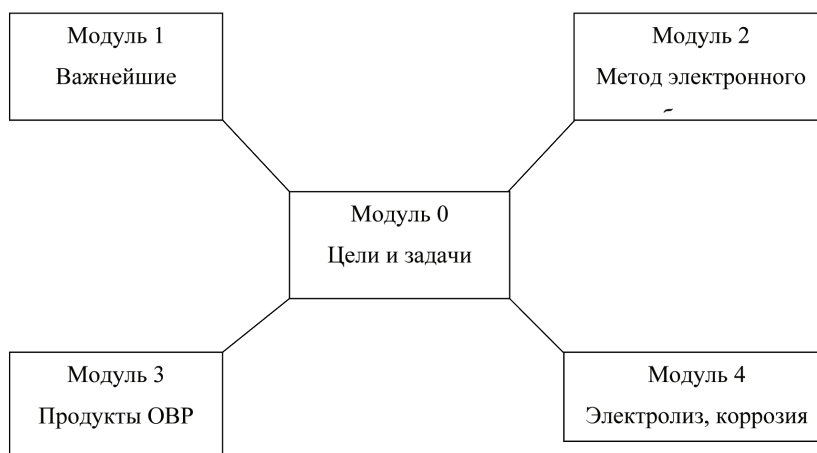 Модуль 1
Важнейшие
Модуль 2
Метод электронного
Модуль 0
Цели и задачи
Модуль 3
Продукты ОВР
Модуль 4
Электролиз, коррозия